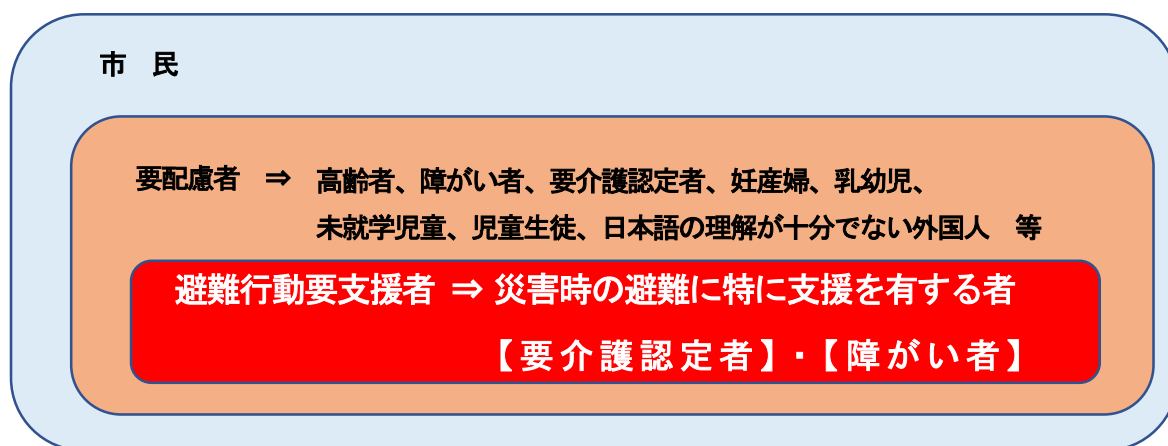 市　民
要配慮者　⇒　高齢者、障がい者、要介護認定者、妊産婦、乳幼児、
未就学児童、児童生徒、日本語の理解が十分でない外国人　等
避難行動要支援者 ⇒ 災害時の避難に特に支援を有する者
【要介護認定者】・【障がい者】